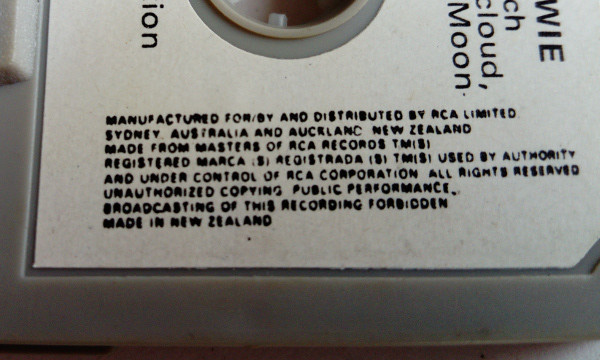 ion
WIE
ch
cloud,
Moon.
MANUFACTURED FOR/BY AND DISTRIBUTED BY RCA LIMITED.
SYDNEY. AUSTRALIA AND AUCKLAND NEW ZEALAND
MADE FROM MASTERS OF RCA RECORDS TM(S)
REGISTERED MARCA (S) REGISTRADA (S) TM(S) USED BY AUTHORITY
AND UNDER CONTROL OF RCA CORPORATION ALL RIGHTS RESERVED
UNAUTHORIZED COPYING PUBLIC PERFORMANCE,
BROADCASTING OF THIS RECORDING FORBIDDEN
MADE IN NEW ZEALAND